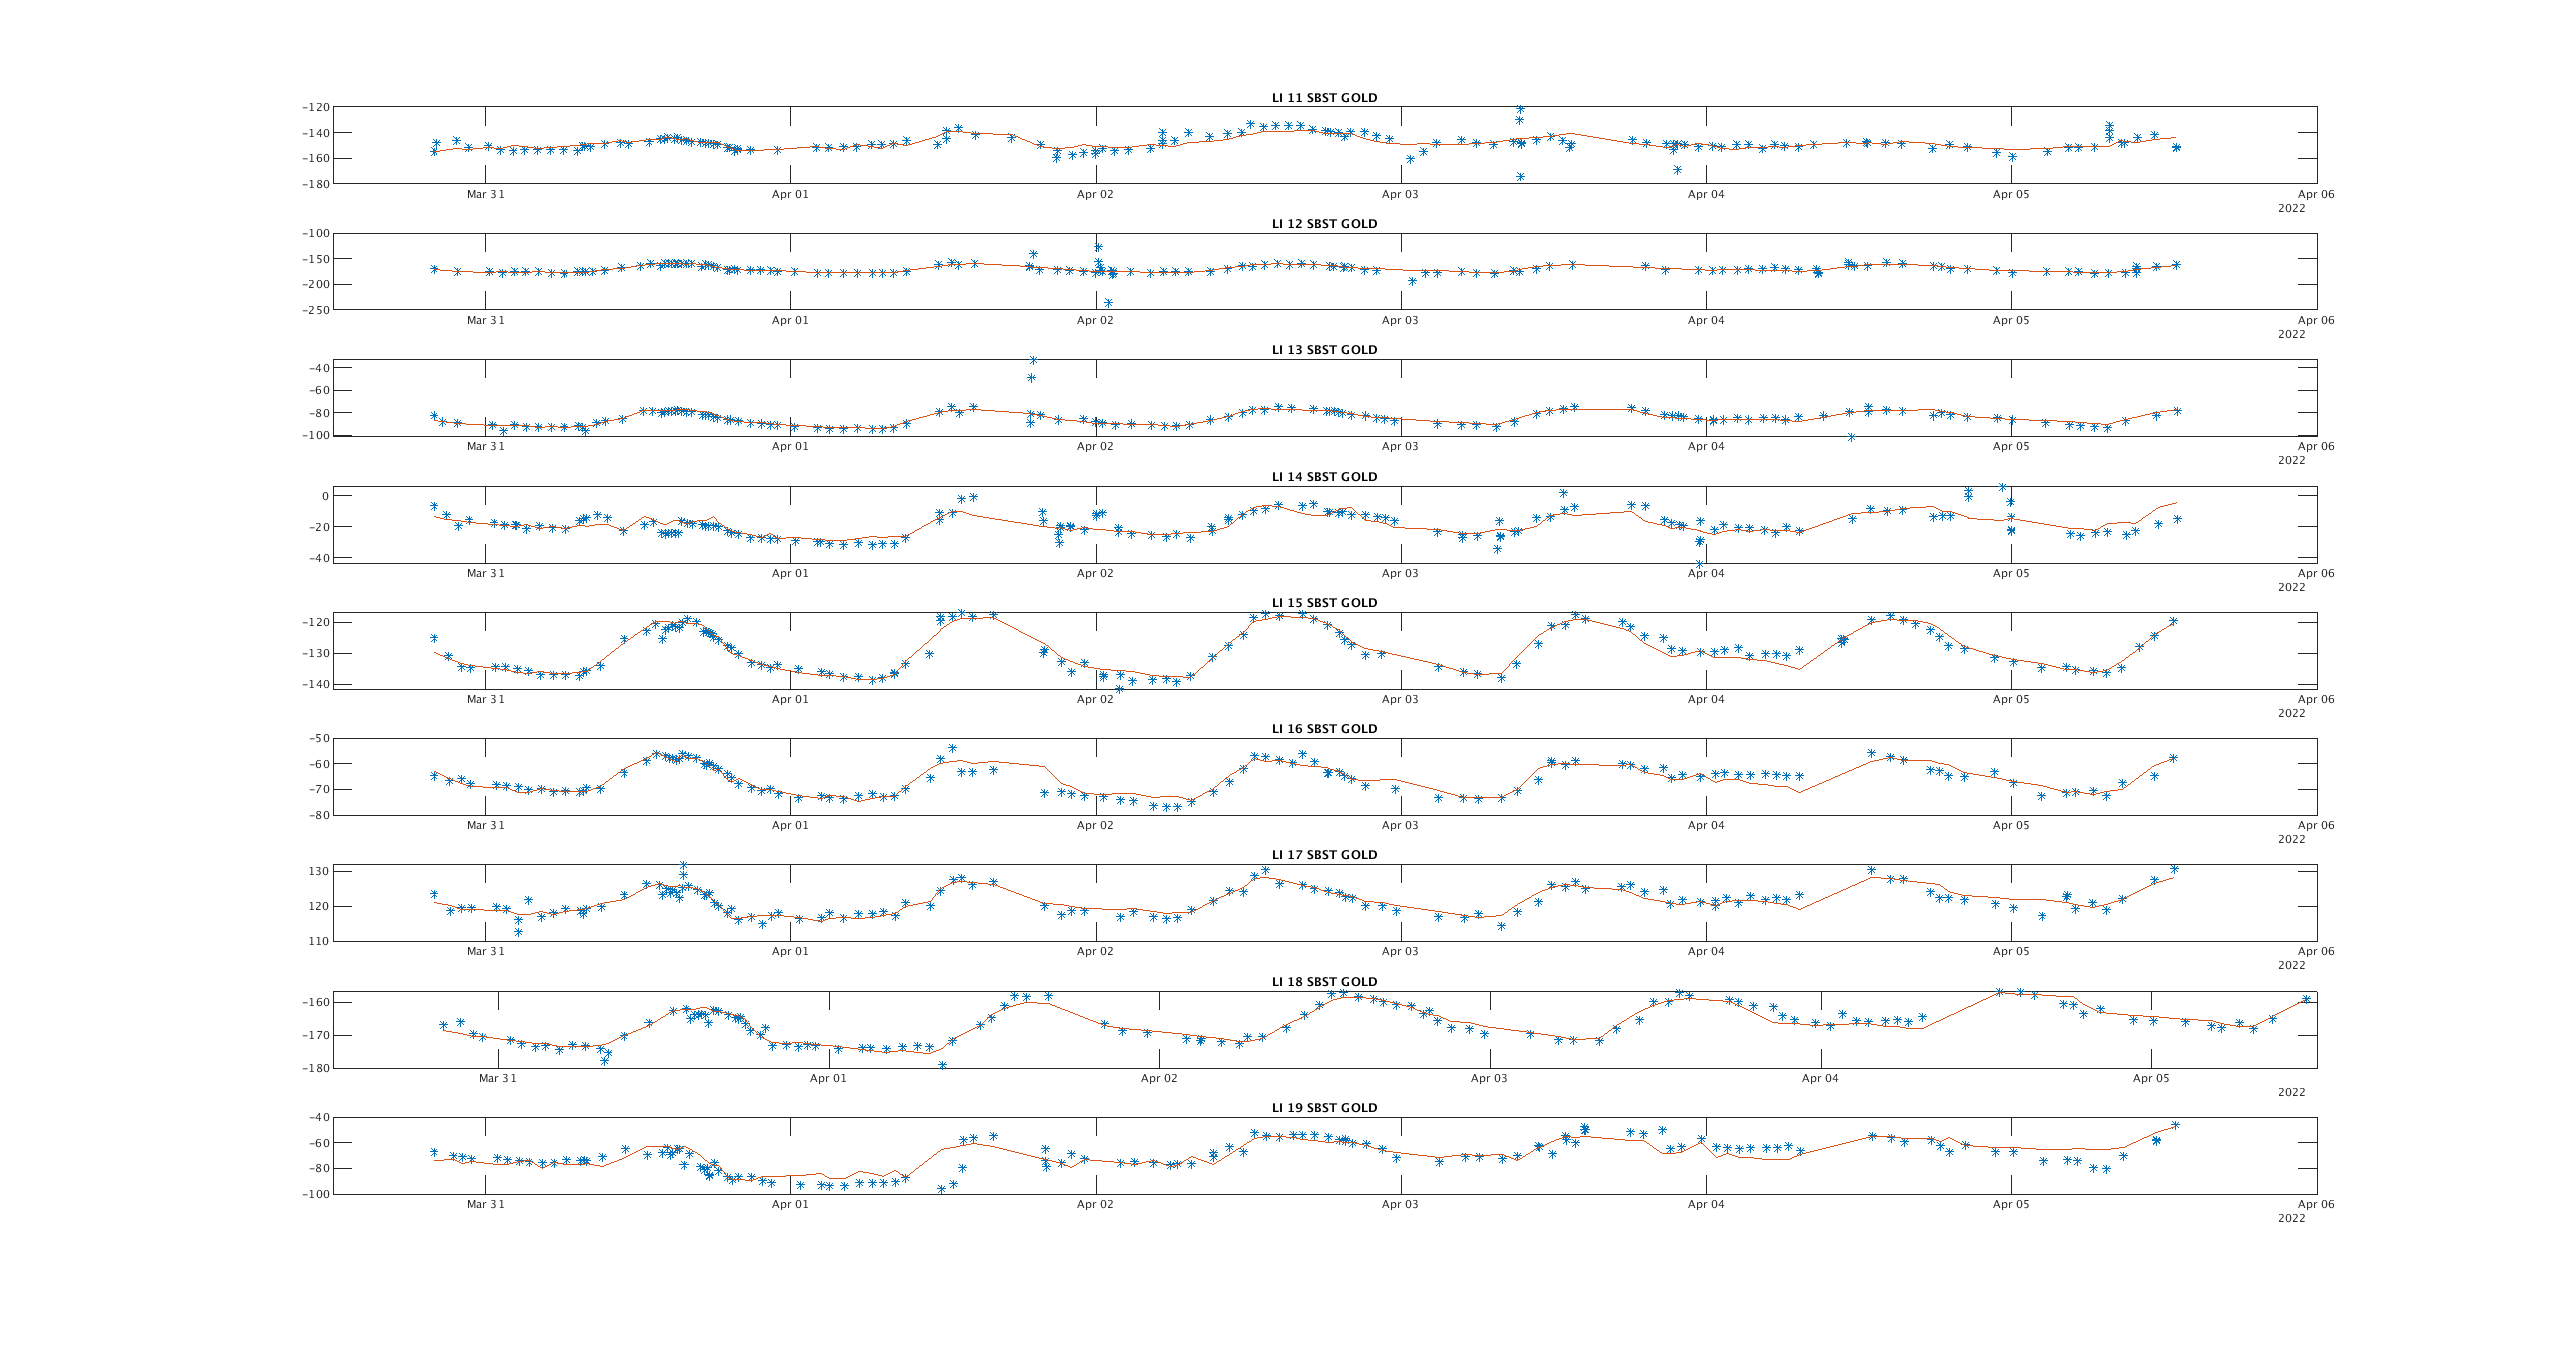 LI 11 SBST GOLD
-120
-140
-160
-180
Mar 31 Apr 01 Apr 02 Apr 03 Apr 04 Apr 05 Apr 06
2022
LI 12 SBST GOLD
-100
-150
-200
-250
Mar 31 Apr 01 Apr 02 Apr 03 Apr 04 Apr 05 Apr 06
2022
LI 13 SBST GOLD
-40
-60
-80
-100
Mar 31 Apr 01 Apr 02 Apr 03 Apr 04 Apr 05 Apr 06
2022
LI 14 SBST GOLD
0
-20
-40
Mar 31 Apr 01 Apr 02 Apr 03 Apr 04 Apr 05 Apr 06
2022
LI 15 SBST GOLD
-120
-130
-140
Mar 31 Apr 01 Apr 02 Apr 03 Apr 04 Apr 05 Apr 06
2022
LI 16 SBST GOLD
-50
-60
-70
-80
Mar 31 Apr 01 Apr 02 Apr 03 Apr 04 Apr 05 Apr 06
2022
LI 17 SBST GOLD
130
120
110
Mar 31 Apr 01 Apr 02 Apr 03 Apr 04 Apr 05 Apr 06
2022
LI 18 SBST GOLD
-160
-170
-180
Mar 31 Apr 01 Apr 02 Apr 03 Apr 04 Apr 05
2022
LI 19 SBST GOLD
-40
-60
-80
-100
Mar 31 Apr 01 Apr 02 Apr 03 Apr 04 Apr 05 Apr 06
2022